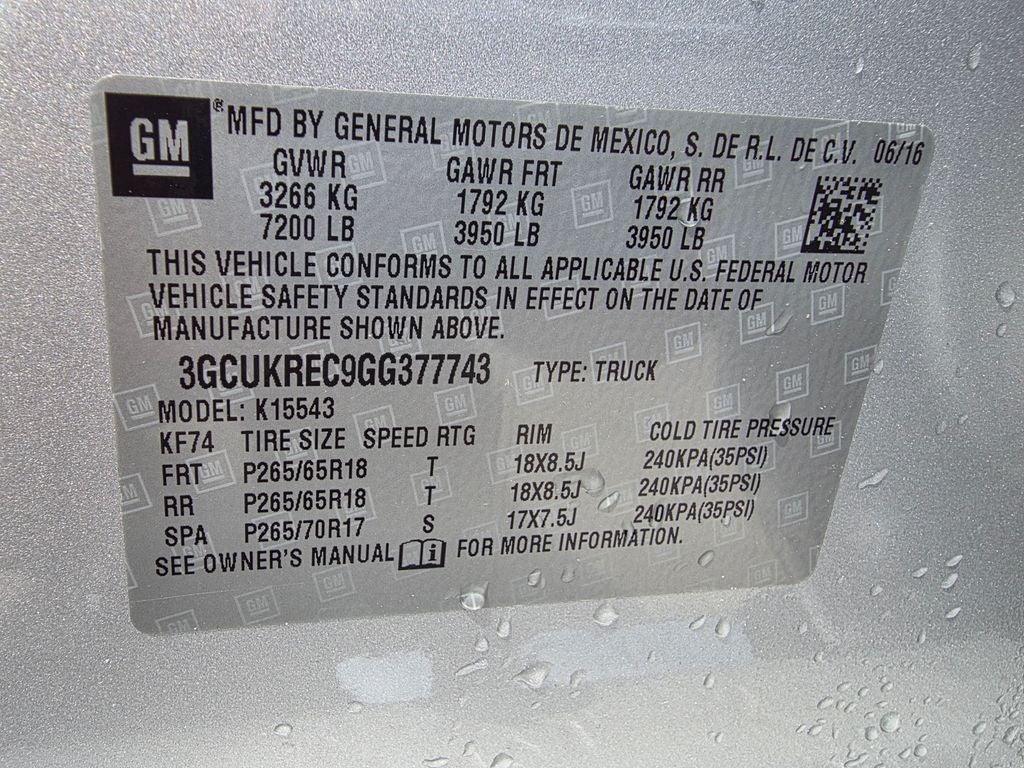 GM ® MFD BY GENERAL MOTORS DE MEXICO, S. DE R.L. DE C.V. 06/16
GVWR GAWR FRT GAWR RR
3266 KG 1792 KG 1792 KG
7200 LB 3950 LB 3950 LB
THIS VEHICLE CONFORMS TO ALL APPLICABLE U.S. FEDERAL MOTOR
VEHICLE SAFETY STANDARDS IN EFFECT ON THE DATE OF
MANUFACTURE SHOWN ABOVE.
3GCUKREC9GG377743 TYPE: TRUCK
MODEL: K15543
KF74 TIRE SIZE SPEED RTG RIM COLD TIRE PRESSURE
FRT P265/65R18 T 18X8.5J 240KPA(35PSI)
RR P265/65R18 T 18X8.5J 240KPA(35PSI)
SPA P265/70R17 S 17X7.5J 240KPA(35PSI)
SEE OWNER'S MANUAL i FOR MORE INFORMATION.